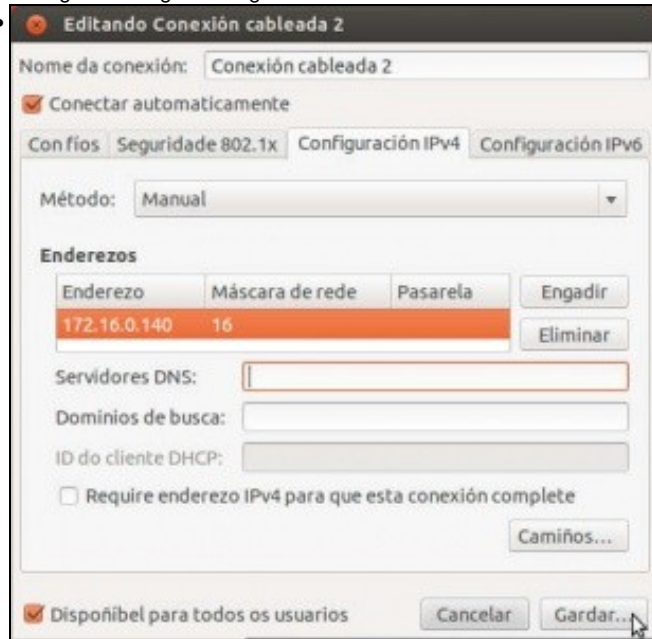 Editando Conexión cableada 2
Nome da conexión: Conexión cableada 2
Conectar automaticamente
Con fíos Seguridade 802.1x Configuración IPv4 Configuración IPv6
Método: Manual
Enderezos
Enderezo Máscara de rede Pasarela Engadir
172.16.0.140 16
Eliminar
Servidores DNS:
Dominios de busca:
ID do cliente DHCP:
Require enderezo IPv4 para que esta conexión complete
Camiños...
Dispoñíbel para todos os usuarios Cancelar Gardar...